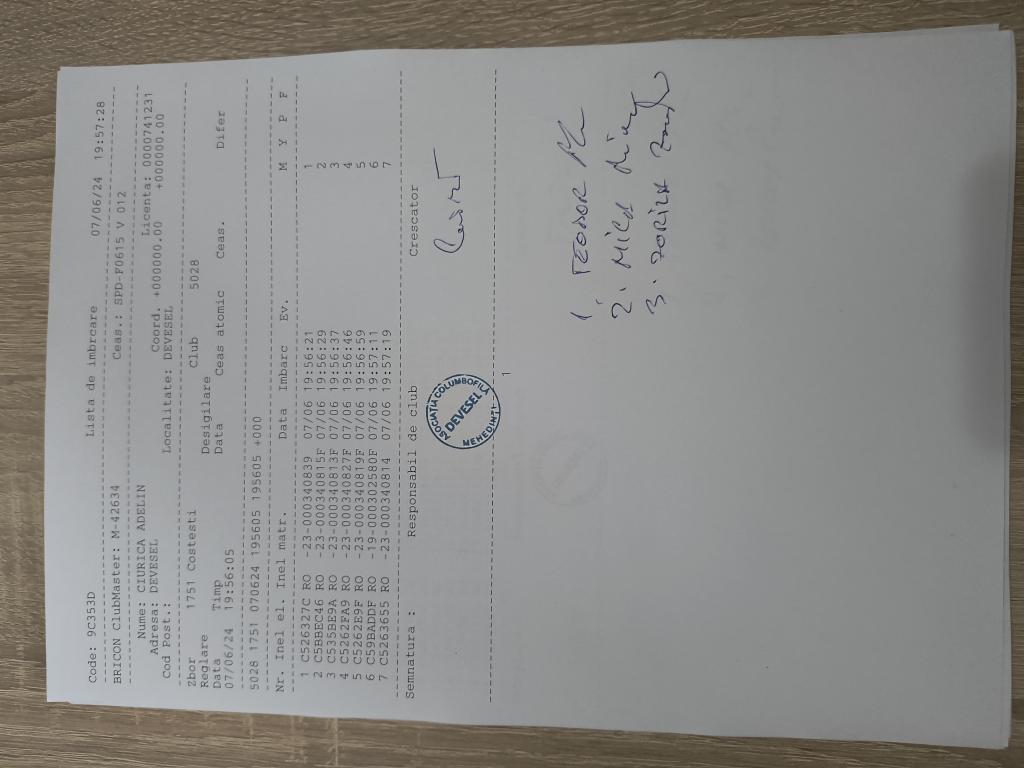 Code: 9C353D Lista de imbrcare 07/06/24 19:57:28
BRICON ClubMaster: M-42634 Ceas.: SPD-F0615 V 012
Nume: CIURICA ADELIN Licenta: 0000741231
Adresa: DEVESEL Coord. +000000.00 +000000.00
Cod Post.: Localitate: DEVESEL
Zbor 1751 Costesti Club 5028
Reglare Desigilare
Data Timp Data Ceas atomic Ceas. Difer
07/06/24 19:56:05
5028 1751 070624 195605 195605 +000
Nr. Inel el. Inel matr. Data Imbarc Ev. M Y P F
1 C526327C RO -23-000340839 07/06 19:56:21 1
2 C5BBEC46 RO -23-000340815F 07/06 19:56:29 2
3 C535BE9A RO -23-000340813F 07/06 19:56:37 3
4 C5262FA9 RO -23-000340827F 07/06 19:56:46 4
5 C5262E9F RO -23-000340819F 07/06 19:56:59 5
6 C59BADDF RO -19-000302580F 07/06 19:57:11 6
7 C5263655 RO -23-000340814 07/06 19:57:19 7
Semnatura : Responsabil de club Crescator
ASOCIATIA COLUMBOFILA
DEVESEL
MEHEDINTI
1
1. TEODOR
2. MICA
3. ZORILA